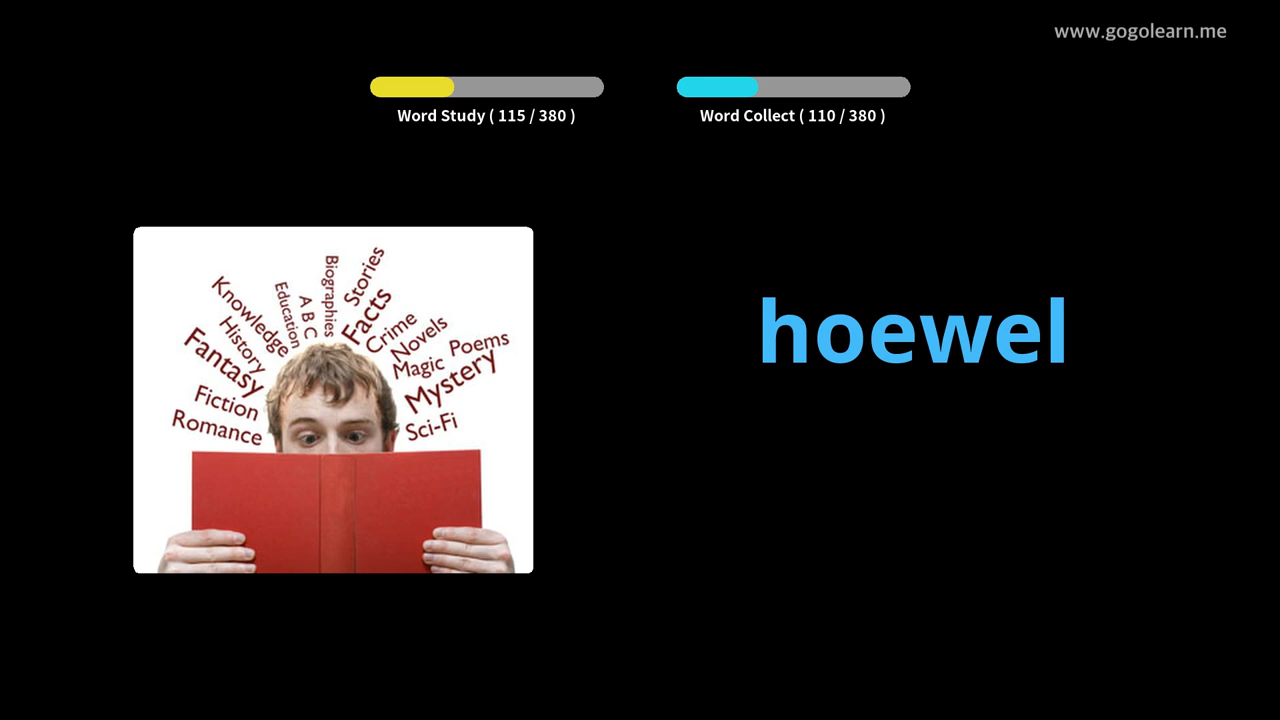 www.gogolearn.me
Word Study ( 115 / 380 )
Word Collect ( 110 / 380 )
hoewel
Romance
Fiction
Fantasy
History
Knowledge
Education
A B C
Biographies
Stories
Facts
Crime
Novels
Magic
Poems
Mystery
Sci-Fi